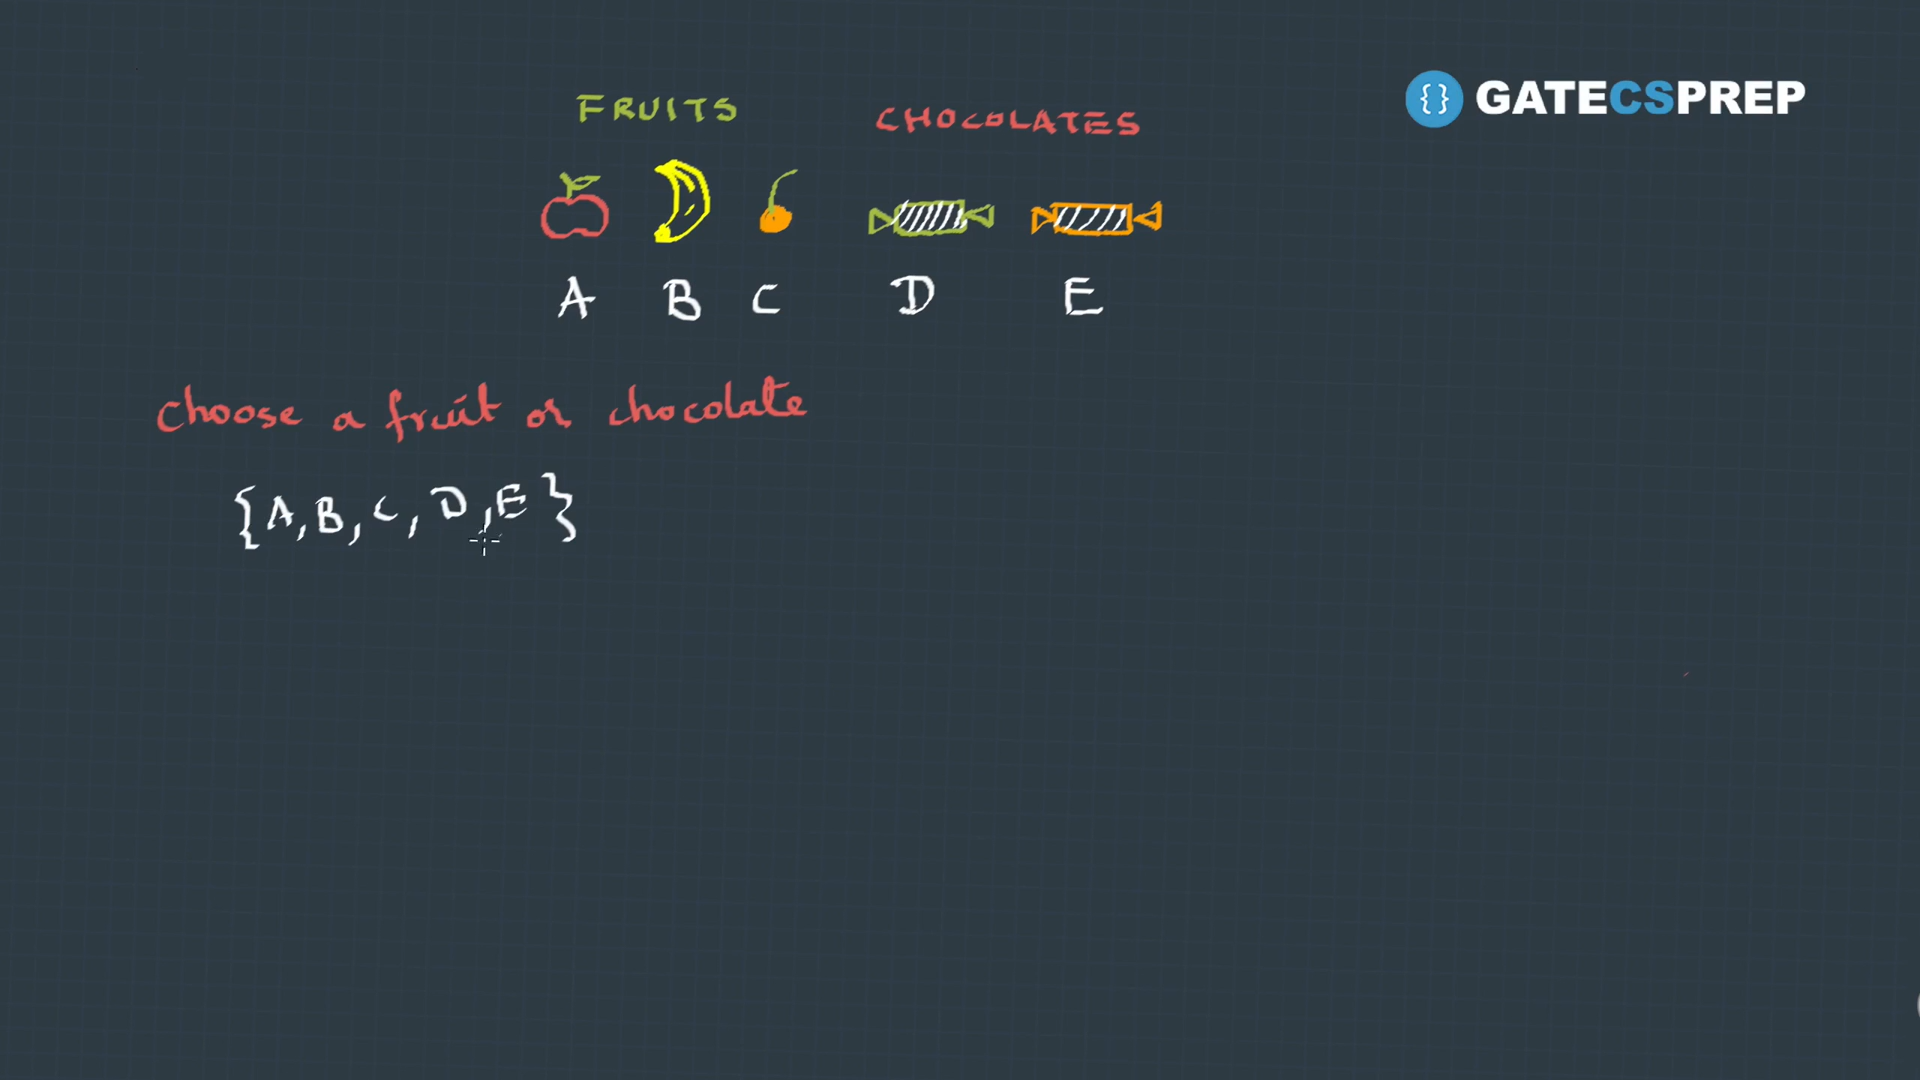 {} GATECSPREP
FRUITS CHOCOLATES
A B C D E
choose a fruit or chocolate
{A, B, C, D, E}